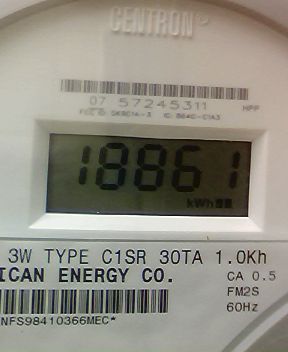 CENTRON®
07 57245311
HPP
18861
kWh
3W TYPE C1SR 30TA 1.0Kh
ICAN ENERGY CO.
CA 0.5
FM2S
60Hz
NFS98410366MEC*